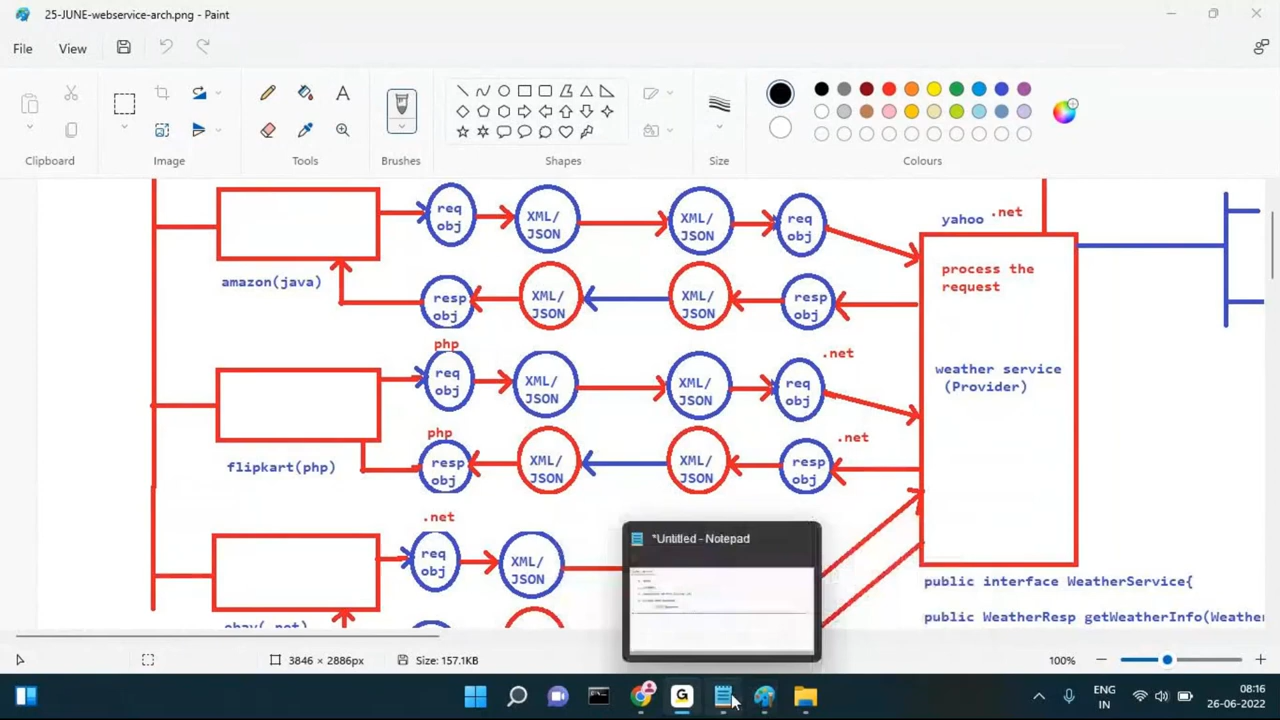 25-JUNE-webservice-arch.png - Paint
File View
Clipboard Image Tools Brushes Shapes Size Colours
req
obj
XML/
JSON
XML/
JSON
req
obj
yahoo .net
process the
request
amazon(java)
resp
obj
XML/
JSON
XML/
JSON
resp
obj
php
req
obj
XML/
JSON
XML/
JSON
.net
req
obj
weather service
(Provider)
flipkart(php)
php
resp
obj
XML/
JSON
XML/
JSON
.net
resp
obj
.net
req
obj
XML/
JSON
*Untitled - Notepad
public interface WeatherService{
public WeatherResp getWeatherInfo(Weather
3846 × 2886px
Size: 157.1KB
100%
ENG
IN
08:16
26-06-2022